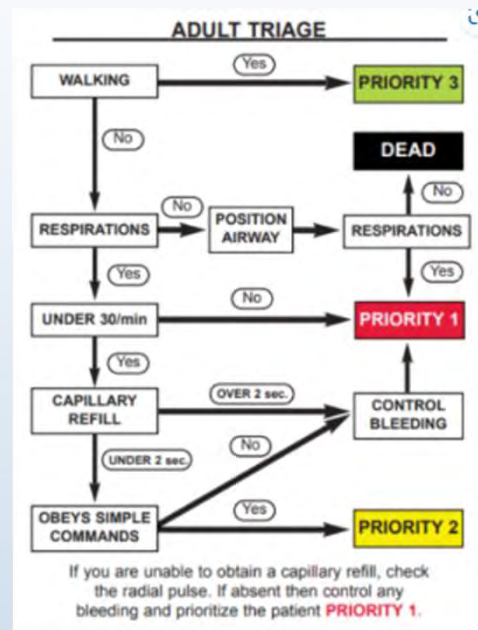 ADULT TRIAGE
WALKING
Yes
PRIORITY 3
No
DEAD
No
RESPIRATIONS
No
POSITION
AIRWAY
RESPIRATIONS
Yes
Yes
UNDER 30/min
No
PRIORITY 1
Yes
CAPILLARY
REFILL
OVER 2 sec.
CONTROL
BLEEDING
UNDER 2 sec.
No
OBEYS SIMPLE
COMMANDS
Yes
PRIORITY 2
If you are unable to obtain a capillary refill, check
the radial pulse. If absent then control any
bleeding and prioritize the patient PRIORITY 1.